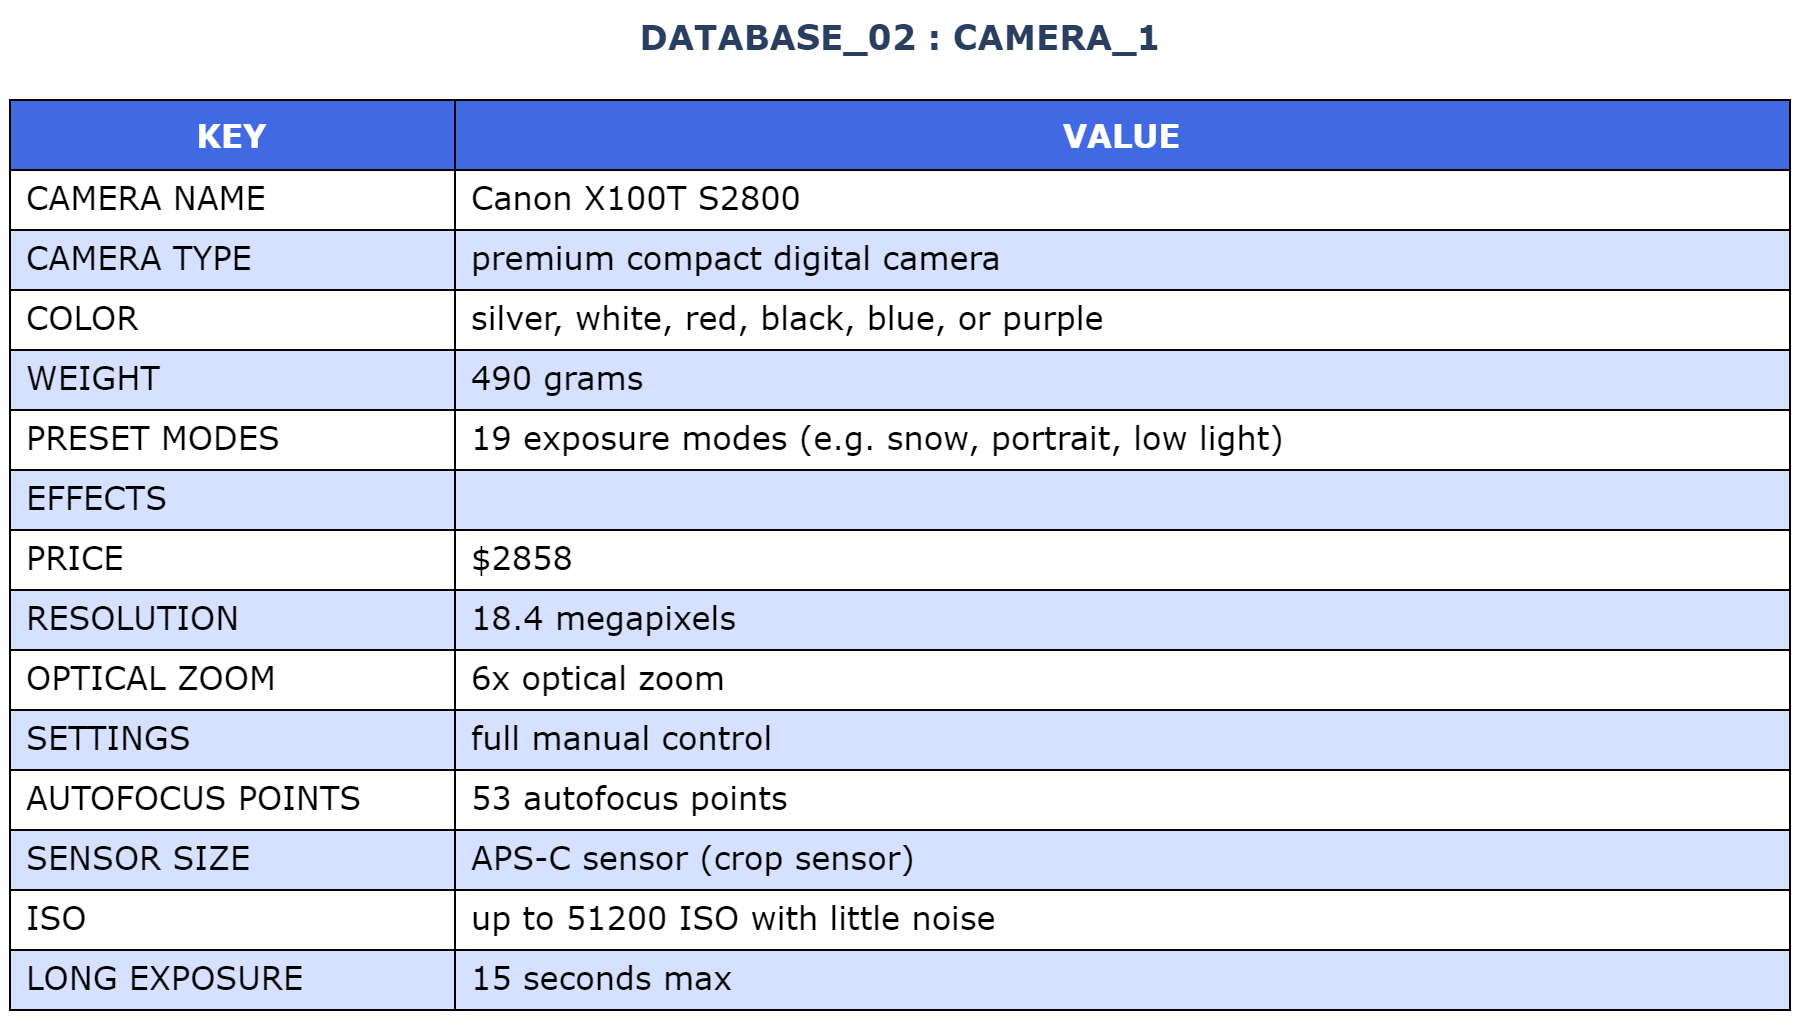 DATABASE_02 : CAMERA_1
KEY VALUE
CAMERA NAME Canon X100T S2800
CAMERA TYPE premium compact digital camera
COLOR silver, white, red, black, blue, or purple
WEIGHT 490 grams
PRESET MODES 19 exposure modes (e.g. snow, portrait, low light)
EFFECTS
PRICE $2858
RESOLUTION 18.4 megapixels
OPTICAL ZOOM 6x optical zoom
SETTINGS full manual control
AUTOFOCUS POINTS 53 autofocus points
SENSOR SIZE APS-C sensor (crop sensor)
ISO up to 51200 ISO with little noise
LONG EXPOSURE 15 seconds max